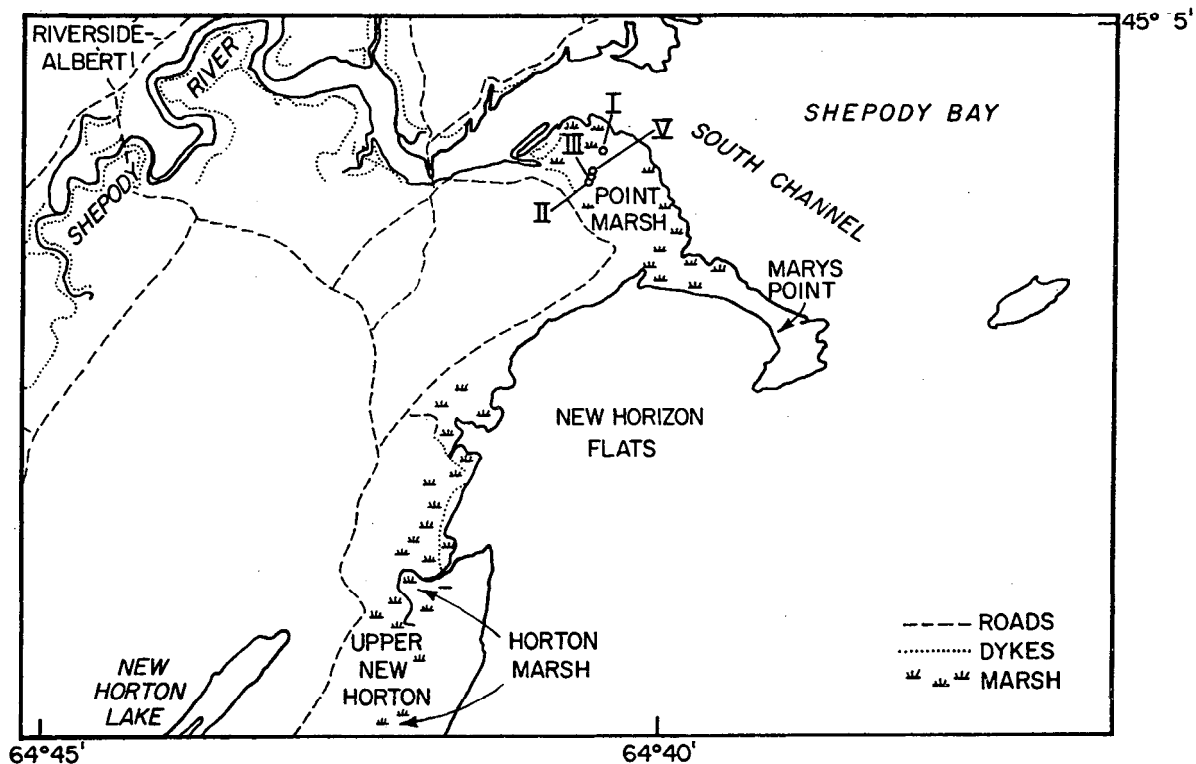 45° 5'
RIVERSIDE-
ALBERT
RIVER
SHEPODY
SHEPODY BAY
I
V
III
II
SOUTH CHANNEL
POINT
MARSH
MARYS
POINT
NEW HORIZON
FLATS
ROADS
DYKES
MARSH
HORTON
MARSH
UPPER
NEW
HORTON
NEW
HORTON
LAKE
64°45'
64°40'